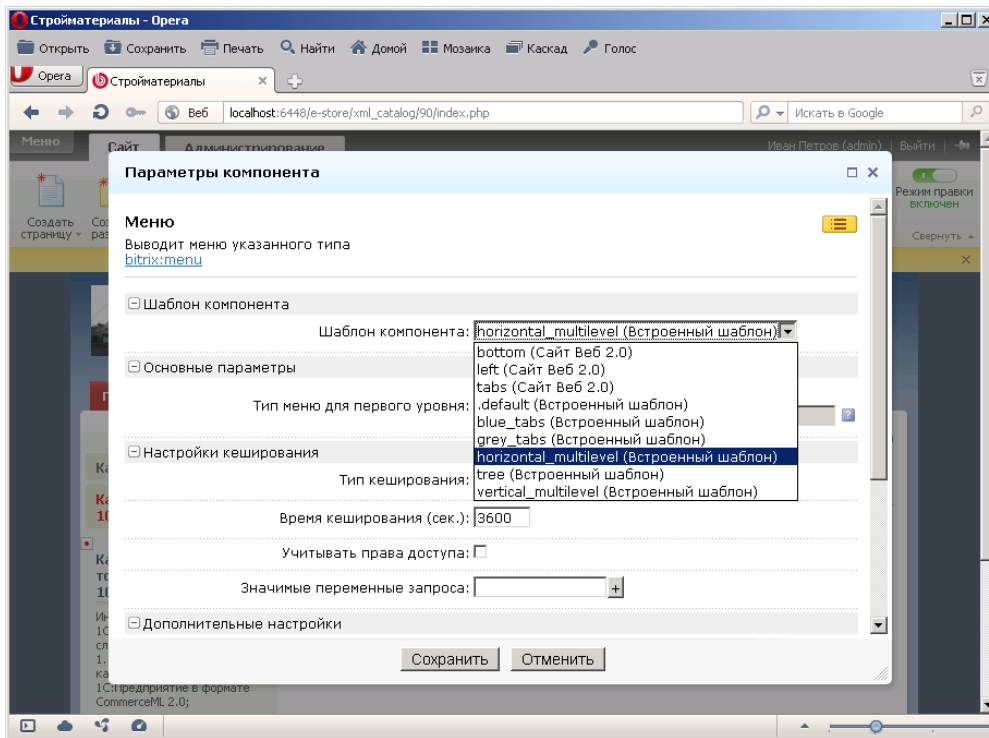 Стройматериалы - Opera
Открыть Сохранить Печать Найти Домой Мозаика Каскад Голос
Opera Стройматериалы
Веб localhost:6448/e-store/xml_catalog/90/index.php Искать в Google
Меню Сайт Администрирование Иван Петров (admin) Выйти
Параметры компонента
Режим правки
включен
Создать
страницу
Свернуть
Меню
Выводит меню указанного типа
bitrix:menu
Шаблон компонента
Шаблон компонента: horizontal_multilevel (Встроенный шаблон)
bottom (Сайт Веб 2.0)
left (Сайт Веб 2.0)
tabs (Сайт Веб 2.0)
.default (Встроенный шаблон)
blue_tabs (Встроенный шаблон)
grey_tabs (Встроенный шаблон)
horizontal_multilevel (Встроенный шаблон)
tree (Встроенный шаблон)
vertical_multilevel (Встроенный шаблон)
Основные параметры
Тип меню для первого уровня:
Настройки кеширования
Тип кеширования:
Время кеширования (сек.): 3600
Учитывать права доступа:
Значимые переменные запроса: +
Дополнительные настройки
Сохранить Отменить
1С:Предприятие в формате
CommerceML 2.0;